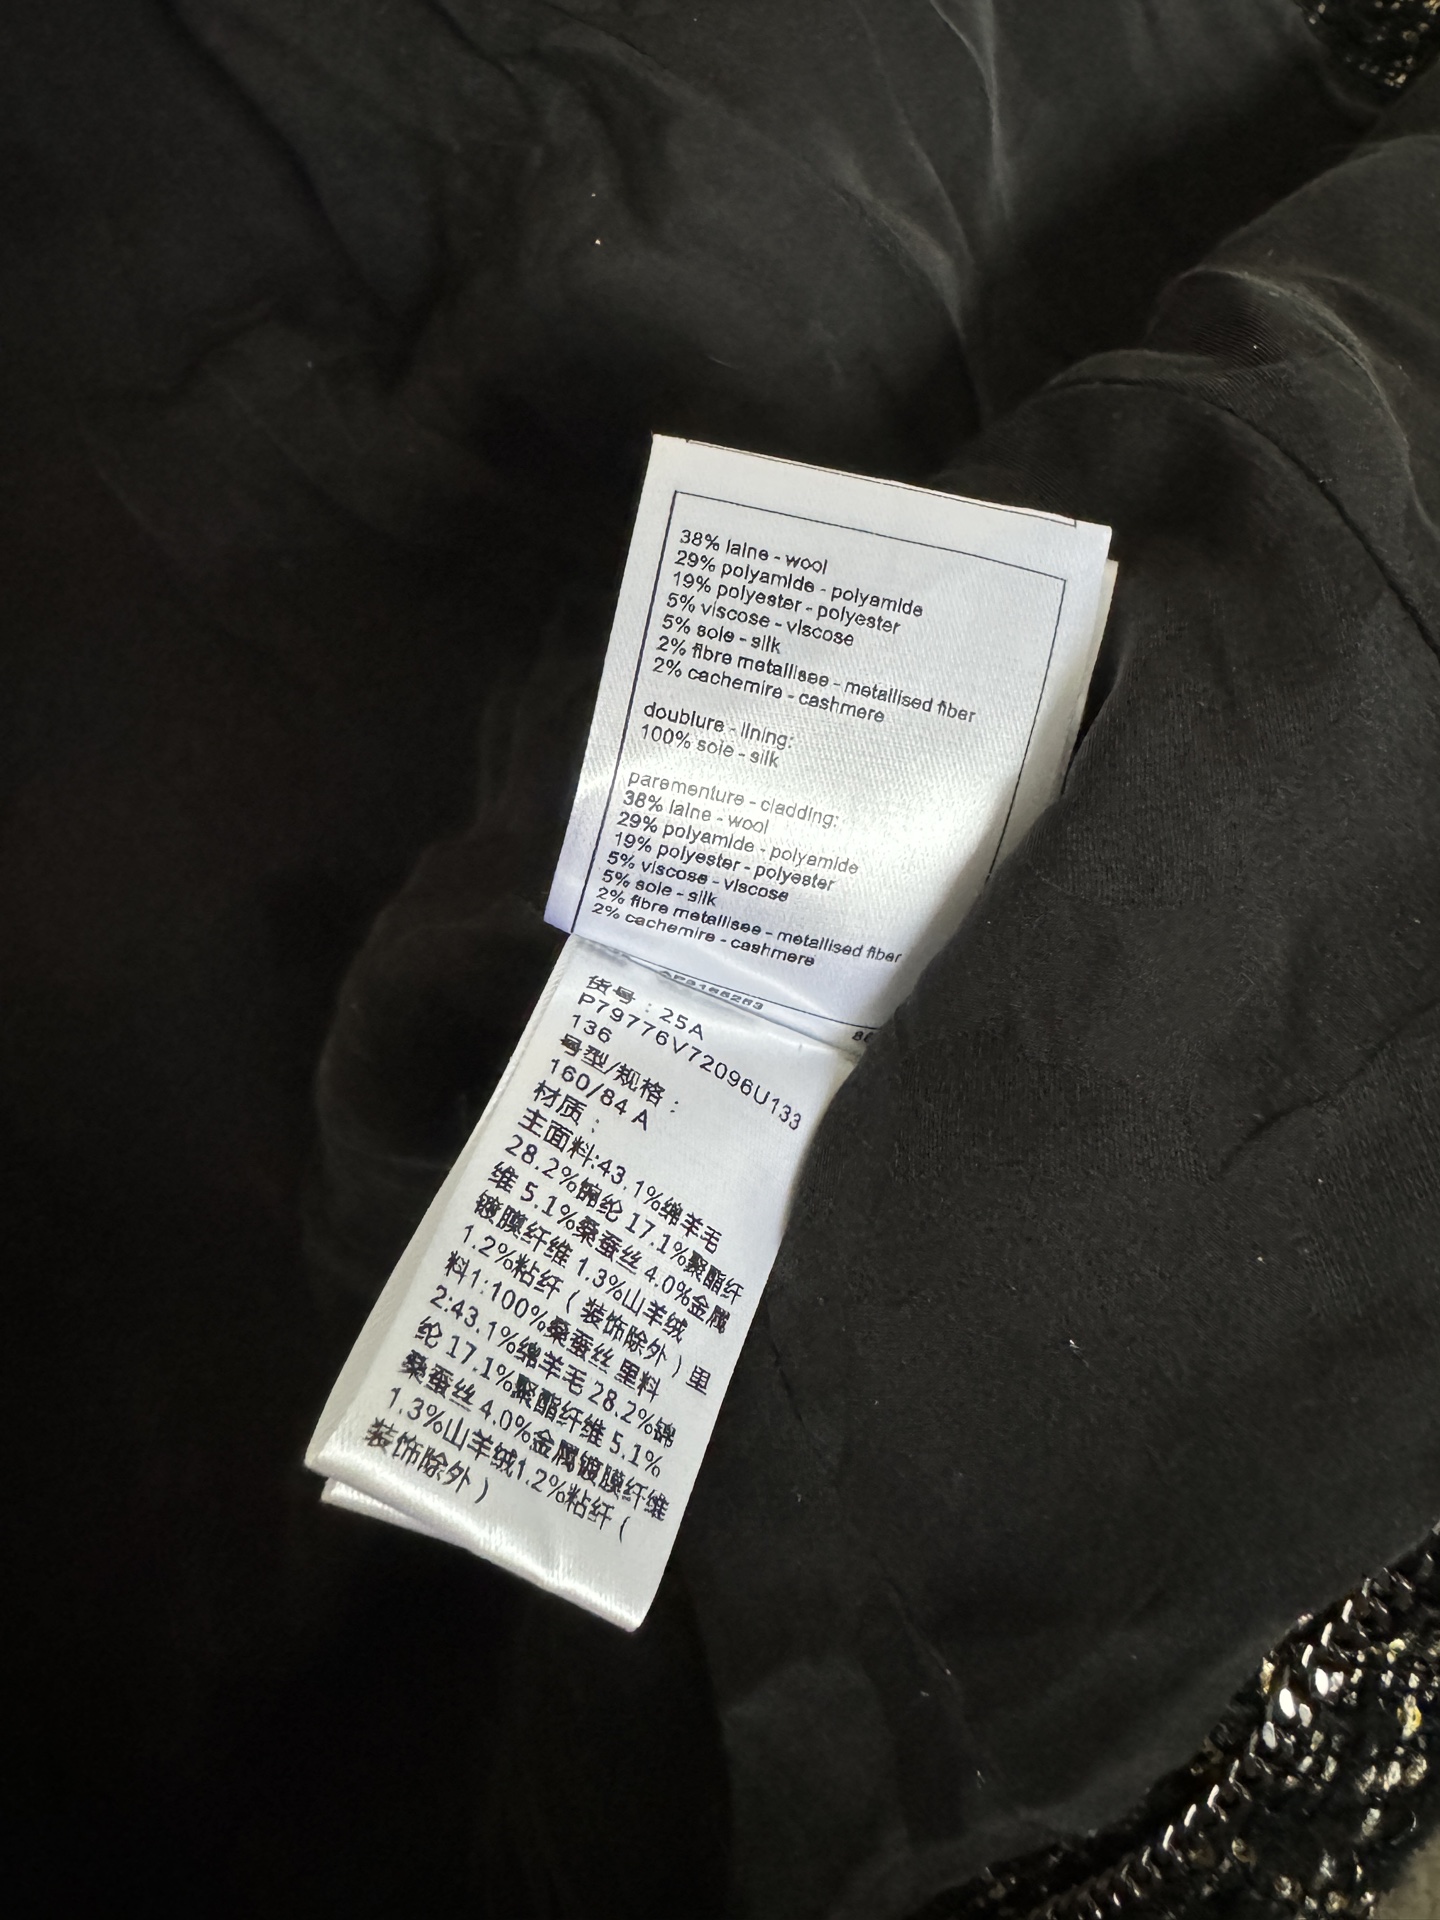 38% laine - wool
29% polyamide - polyamide
19% polyester - polyester
5% viscose - viscose
5% soie - silk
2% fibre metallisee - metallised fiber
2% cachemire - cashmere
doublure - lining:
100% soie - silk
parementure - cladding:
38% laine - wool
29% polyamide - polyamide
19% polyester - polyester
5% viscose - viscose
5% soie - silk
2% fibre metallisee - metallised fiber
2% cachemire - cashmere
货号：25A
P79776V72096U133
136
号型/规格：
160/84 A
材质：
主面料:43.1%绵羊毛
28.2%锦纶 17.1%聚酯纤
维 5.1%桑蚕丝 4.0%金属
镀膜纤维 1.3%山羊绒
1.2%粘纤（装饰除外）里
料1:100%桑蚕丝 里料
2:43.1%绵羊毛 28.2%锦
纶 17.1%聚酯纤维 5.1%
桑蚕丝 4.0%金属镀膜纤维
1.3%山羊绒1.2%粘纤（
装饰除外）